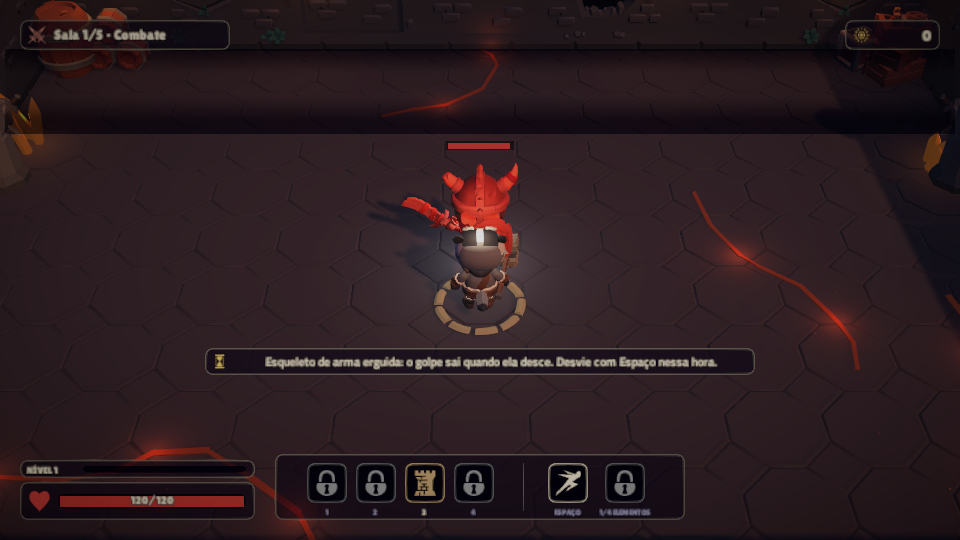 Sala 1/5 - Combate
0
Esqueleto de arma erguida: o golpe sai quando ela desce. Desvie com Espaço nessa hora.
NÍVEL 1
120/120
1 2 3 4 ESPAÇO 1/4 ELEMENTOS